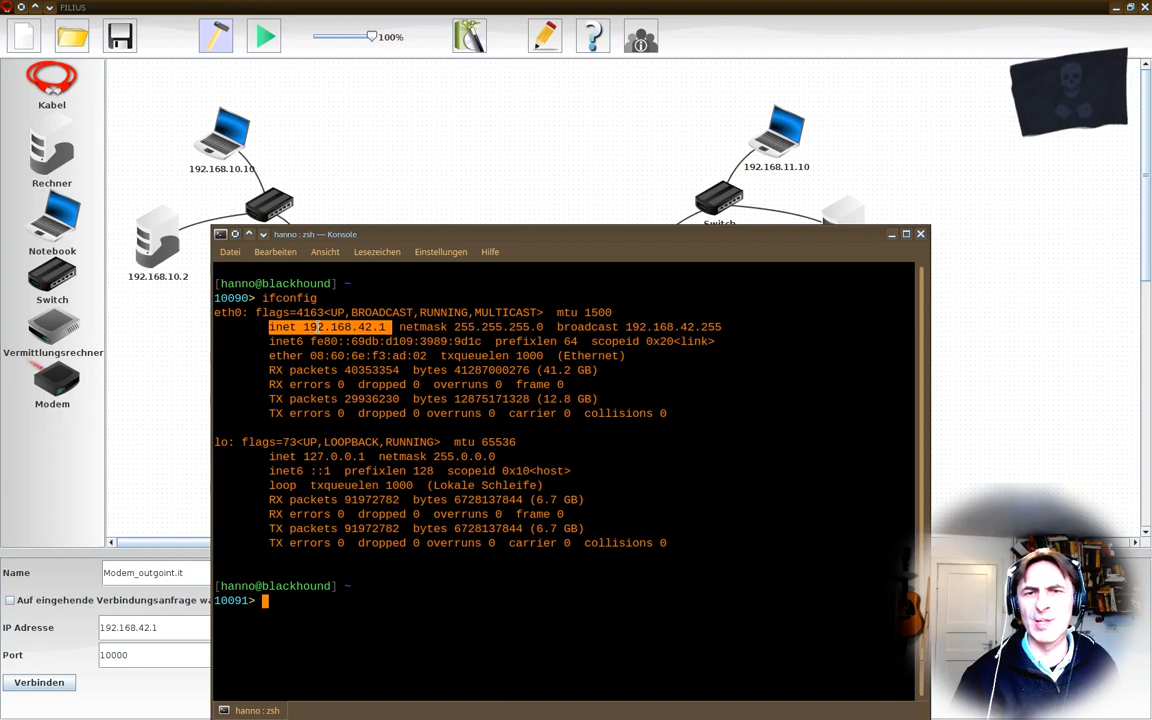 FILIUS
100%
Kabel
Rechner
Notebook
Switch
Vermittlungsrechner
Modem
192.168.10.10
192.168.10.2
192.168.11.10
Switch
hanno : zsh — Konsole
Datei Bearbeiten Ansicht Lesezeichen Einstellungen Hilfe
[hanno@blackhound] ~
10090> ifconfig
eth0: flags=4163<UP,BROADCAST,RUNNING,MULTICAST> mtu 1500
inet 192.168.42.1 netmask 255.255.255.0 broadcast 192.168.42.255
inet6 fe80::69db:d109:3989:9d1c prefixlen 64 scopeid 0x20<link>
ether 08:60:6e:f3:ad:02 txqueuelen 1000 (Ethernet)
RX packets 40353354 bytes 41287000276 (41.2 GB)
RX errors 0 dropped 0 overruns 0 frame 0
TX packets 29936230 bytes 12875171328 (12.8 GB)
TX errors 0 dropped 0 overruns 0 carrier 0 collisions 0
lo: flags=73<UP,LOOPBACK,RUNNING> mtu 65536
inet 127.0.0.1 netmask 255.0.0.0
inet6 ::1 prefixlen 128 scopeid 0x10<host>
loop txqueuelen 1000 (Lokale Schleife)
RX packets 91972782 bytes 6728137844 (6.7 GB)
RX errors 0 dropped 0 overruns 0 frame 0
TX packets 91972782 bytes 6728137844 (6.7 GB)
TX errors 0 dropped 0 overruns 0 carrier 0 collisions 0
[hanno@blackhound] ~
10091>
hanno : zsh
Name Modem_outgoint.it
Auf eingehende Verbindungsanfrage wa
IP Adresse 192.168.42.1
Port 10000
Verbinden